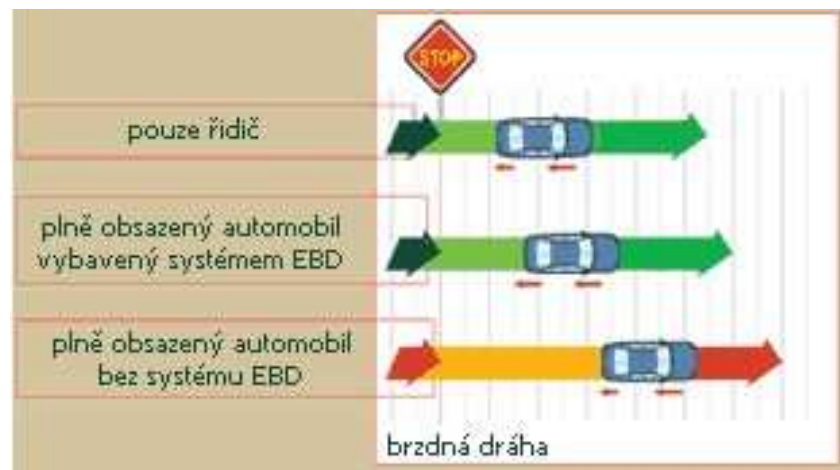 STOP
pouze řidič
plně obsazený automobil
vybavený systémem EBD
plně obsazený automobil
bez systému EBD
brzdná dráha